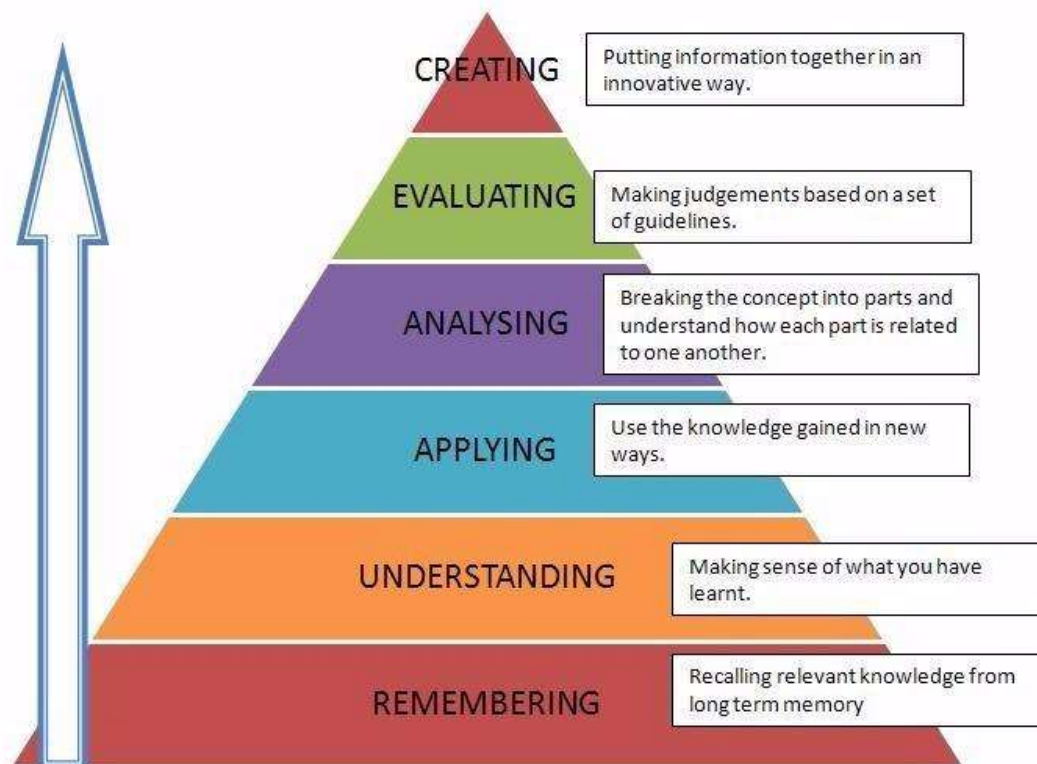 CREATING
Putting information together in an
innovative way.
EVALUATING
Making judgements based on a set
of guidelines.
ANALYSING
Breaking the concept into parts and
understand how each part is related
to one another.
APPLYING
Use the knowledge gained in new
ways.
UNDERSTANDING
Making sense of what you have
learnt.
REMEMBERING
Recalling relevant knowledge from
long term memory